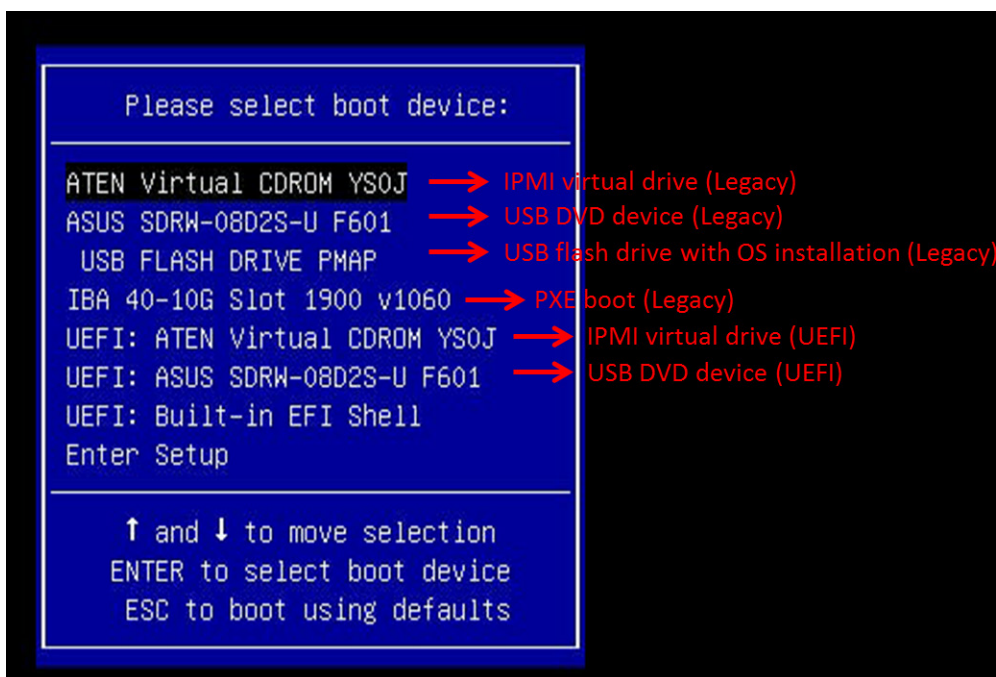 Please select boot device:
ATEN Virtual CDROM YS0J → IPMI virtual drive (Legacy)
ASUS SDRW-08D2S-U F601 → USB DVD device (Legacy)
USB FLASH DRIVE PMAP → USB flash drive with OS installation (Legacy)
IBA 40-10G Slot 1900 v1060 → PXE boot (Legacy)
UEFI: ATEN Virtual CDROM YS0J → IPMI virtual drive (UEFI)
UEFI: ASUS SDRW-08D2S-U F601 → USB DVD device (UEFI)
UEFI: Built-in EFI Shell
Enter Setup
↑ and ↓ to move selection
ENTER to select boot device
ESC to boot using defaults